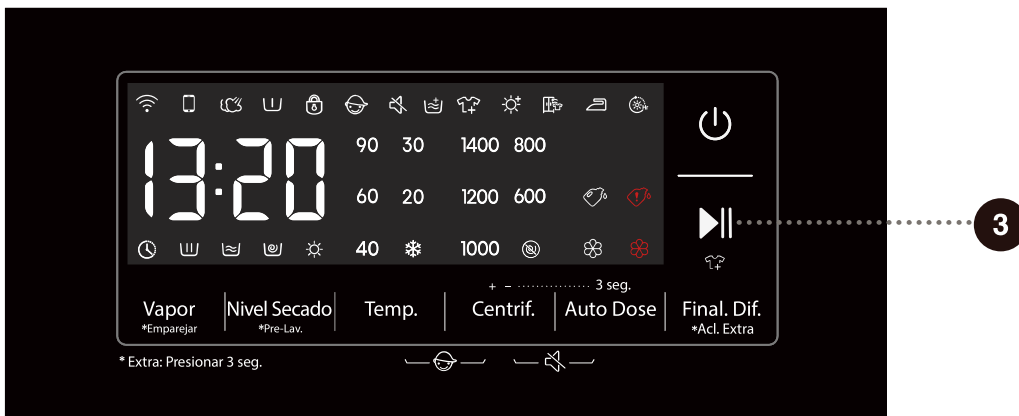 90 30 1400 800
13:20
60 20 1200 600
40 1000
+ - 3 seg.
Vapor Nivel Secado Temp. Centrif. Auto Dose Final. Dif.
*Emparejar *Pre-Lav. *Acl. Extra
* Extra: Presionar 3 seg.
3